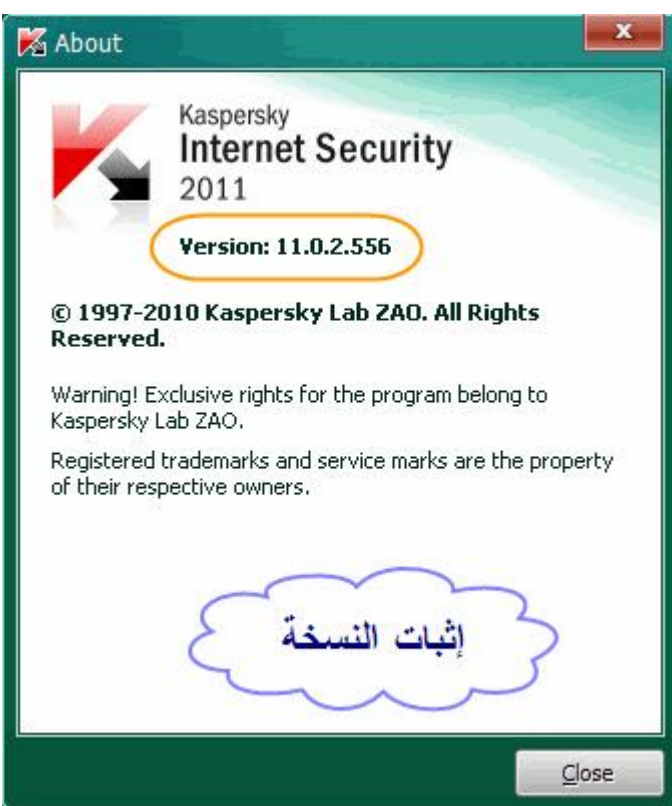 About
Kaspersky
Internet Security
2011
Version: 11.0.2.556
© 1997-2010 Kaspersky Lab ZAO. All Rights
Reserved.
Warning! Exclusive rights for the program belong to
Kaspersky Lab ZAO.
Registered trademarks and service marks are the property
of their respective owners.
إثبات النسخة
Close